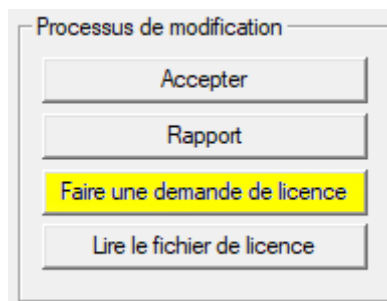 Processus de modification
Accepter
Rapport
Faire une demande de licence
Lire le fichier de licence